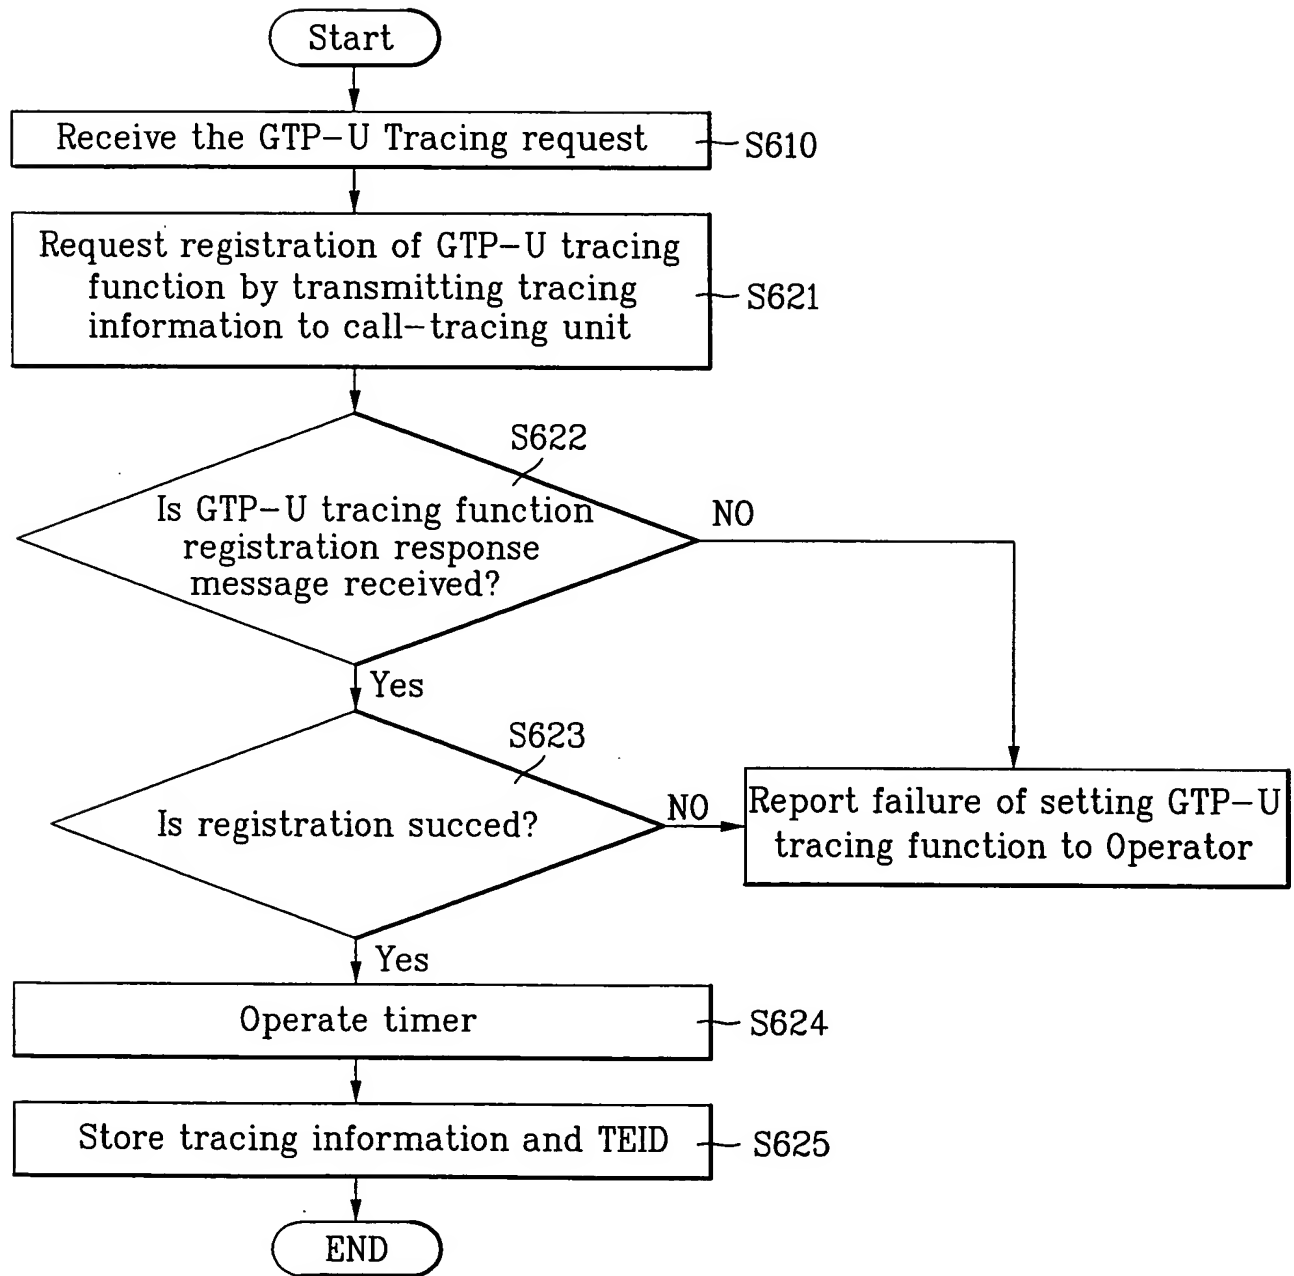 Start
Receive the GTP-U Tracing request
S610
Request registration of GTP-U tracing
function by transmitting tracing
information to call-tracing unit
S621
S622
Is GTP-U tracing function
registration response
message received?
NO
Yes
S623
Is registration succed?
NO
Report failure of setting GTP-U
tracing function to Operator
Yes
Operate timer
S624
Store tracing information and TEID
S625
END